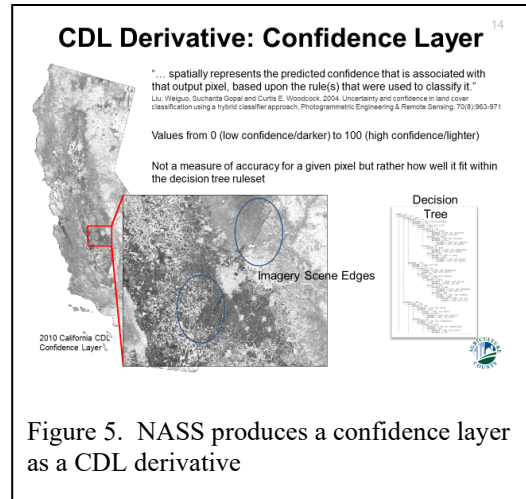 14
CDL Derivative: Confidence Layer
“… spatially represents the predicted confidence that is associated with
that output pixel, based upon the rule(s) that were used to classify it.”
Liu, Weiguo, Sucharita Gopal and Curtis E. Woodcock, 2004. Uncertainty and confidence in land cover
classification using a hybrid classifier approach, Photogrammetric Engineering & Remote Sensing, 70(8):963-971
Values from 0 (low confidence/darker) to 100 (high confidence/lighter)
Not a measure of accuracy for a given pixel but rather how well it fit within
the decision tree ruleset
Decision
Tree
Imagery Scene Edges
2010 California CDL
Confidence Layer
AGRICULTURE
COUNTS
Figure 5. NASS produces a confidence layer
as a CDL derivative